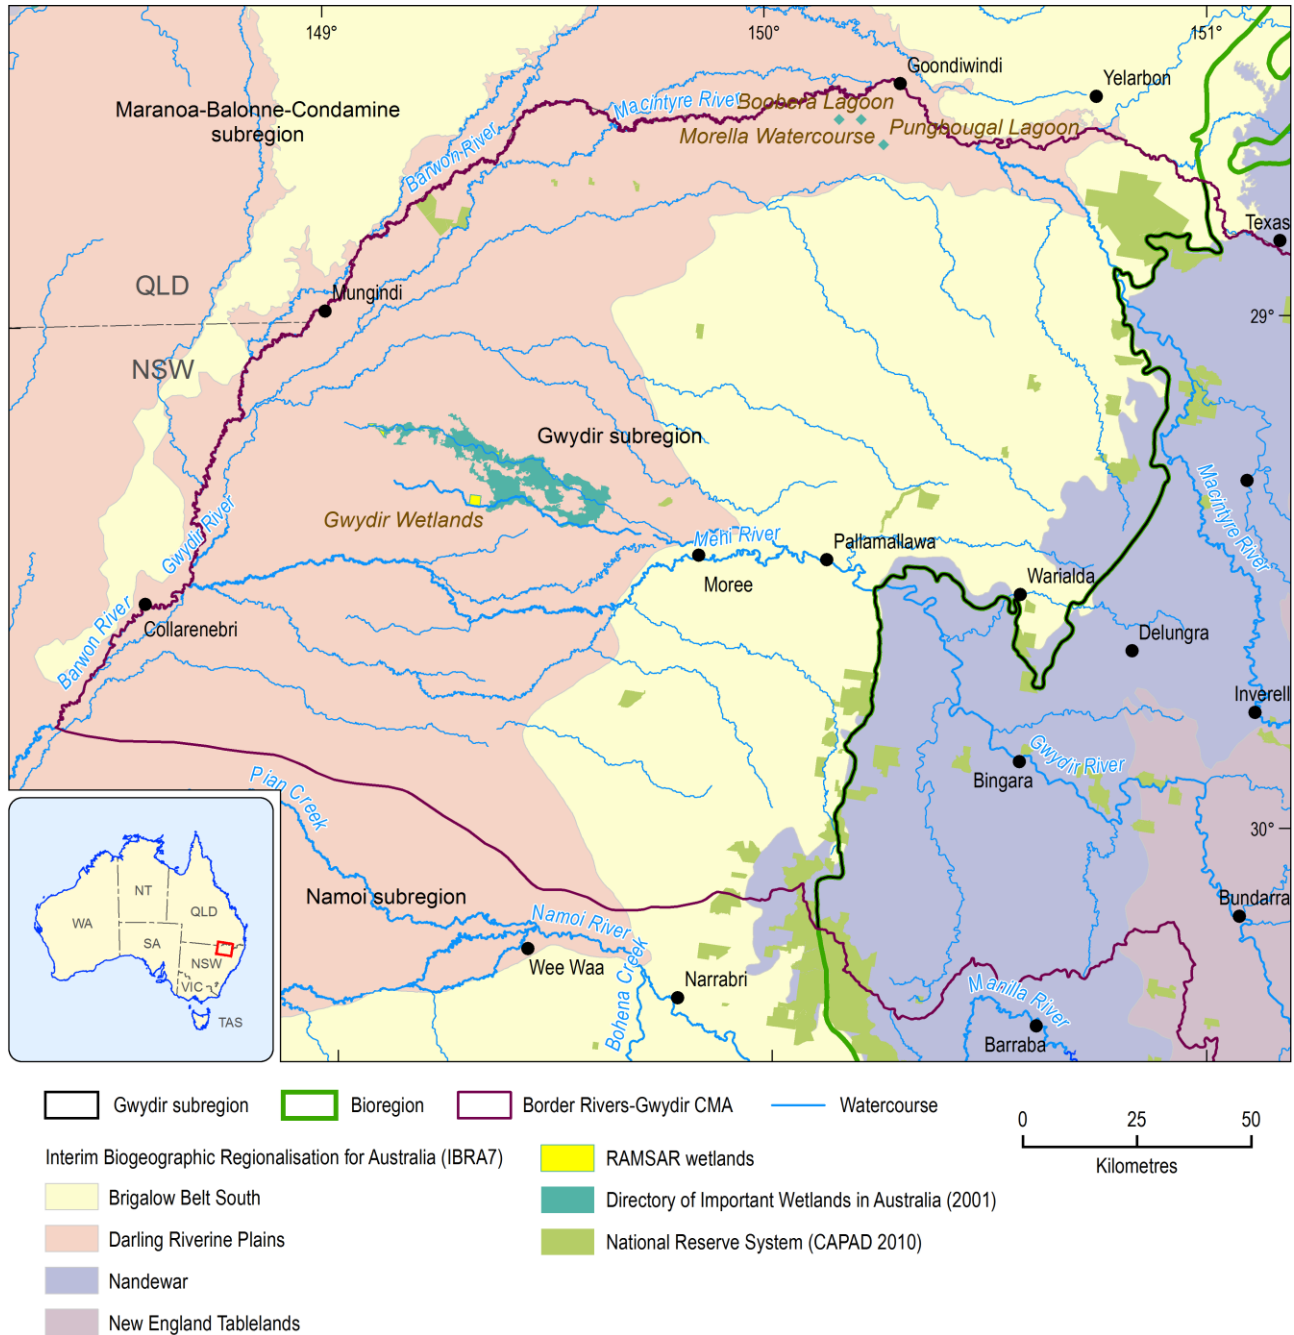 149°
150°
151°
Goondiwindi
Yelarbon
Maranoa-Balonne-Condamine
subregion
Macintyre River
Boobera Lagoon
Morella Watercourse
Pungbougal Lagoon
Barwon River
Texas
QLD
Mungindi
29°
NSW
Gwydir subregion
Macintyre River
Gwydir Wetlands
Gwydir River
Mehi River
Pallamallawa
Moree
Warialda
Barwon River
Collarenebri
Delungra
Inverell
Gwydir River
Bingara
Pian Creek
30°
Namoi subregion
Bundarra
Namoi River
Wee Waa
Bohena Creek
Narrabri
Manilla River
Barraba
NT
QLD
WA
SA
NSW
VIC
TAS
Gwydir subregion
Bioregion
Border Rivers-Gwydir CMA
Watercourse
0 25 50
Kilometres
Interim Biogeographic Regionalisation for Australia (IBRA7)
Brigalow Belt South
Darling Riverine Plains
Nandewar
New England Tablelands
RAMSAR wetlands
Directory of Important Wetlands in Australia (2001)
National Reserve System (CAPAD 2010)